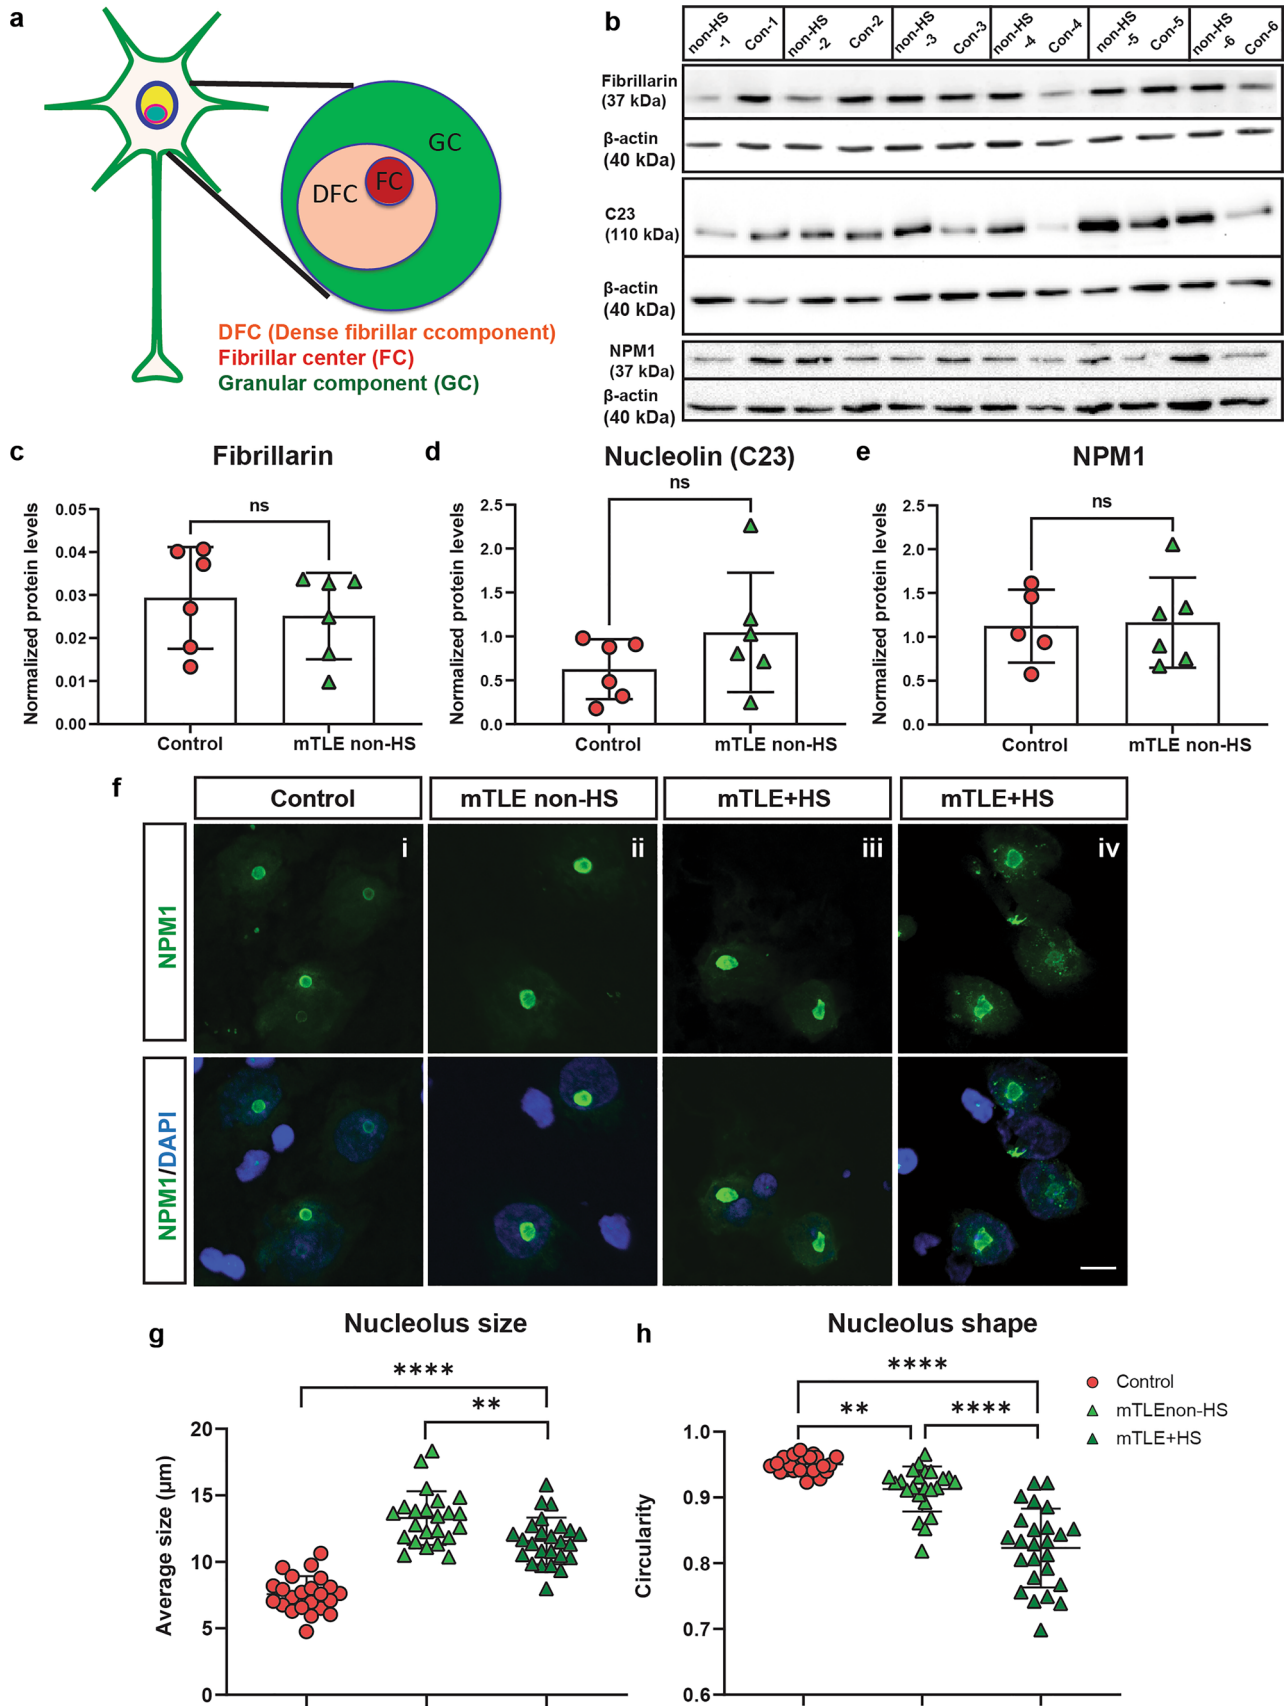 a
GC
DFC
FC
DFC (Dense fibrillar ccomponent)
Fibrillar center (FC)
Granular component (GC)
b
non-HS -1
Con-1
non-HS -2
Con-2
non-HS -3
Con-3
non-HS -4
Con-4
non-HS -5
Con-5
non-HS -6
Con-6
Fibrillarin
(37 kDa)
β-actin
(40 kDa)
C23
(110 kDa)
β-actin
(40 kDa)
NPM1
(37 kDa)
β-actin
(40 kDa)
c
Fibrillarin
Normalized protein levels
0.05
0.04
0.03
0.02
0.01
0.00
ns
Control
mTLE non-HS
d
Nucleolin (C23)
Normalized protein levels
2.5
2.0
1.5
1.0
0.5
0.0
ns
Control
mTLE non-HS
e
NPM1
Normalized protein levels
2.5
2.0
1.5
1.0
0.5
0.0
ns
Control
mTLE non-HS
f
Control
mTLE non-HS
mTLE+HS
mTLE+HS
NPM1
i
ii
iii
iv
NPM1/DAPI
g
Nucleolus size
****
**
Average size (μm)
20
15
10
5
0
h
Nucleolus shape
****
**
****
Circularity
1.0
0.9
0.8
0.7
0.6
Control
mTLEnon-HS
mTLE+HS